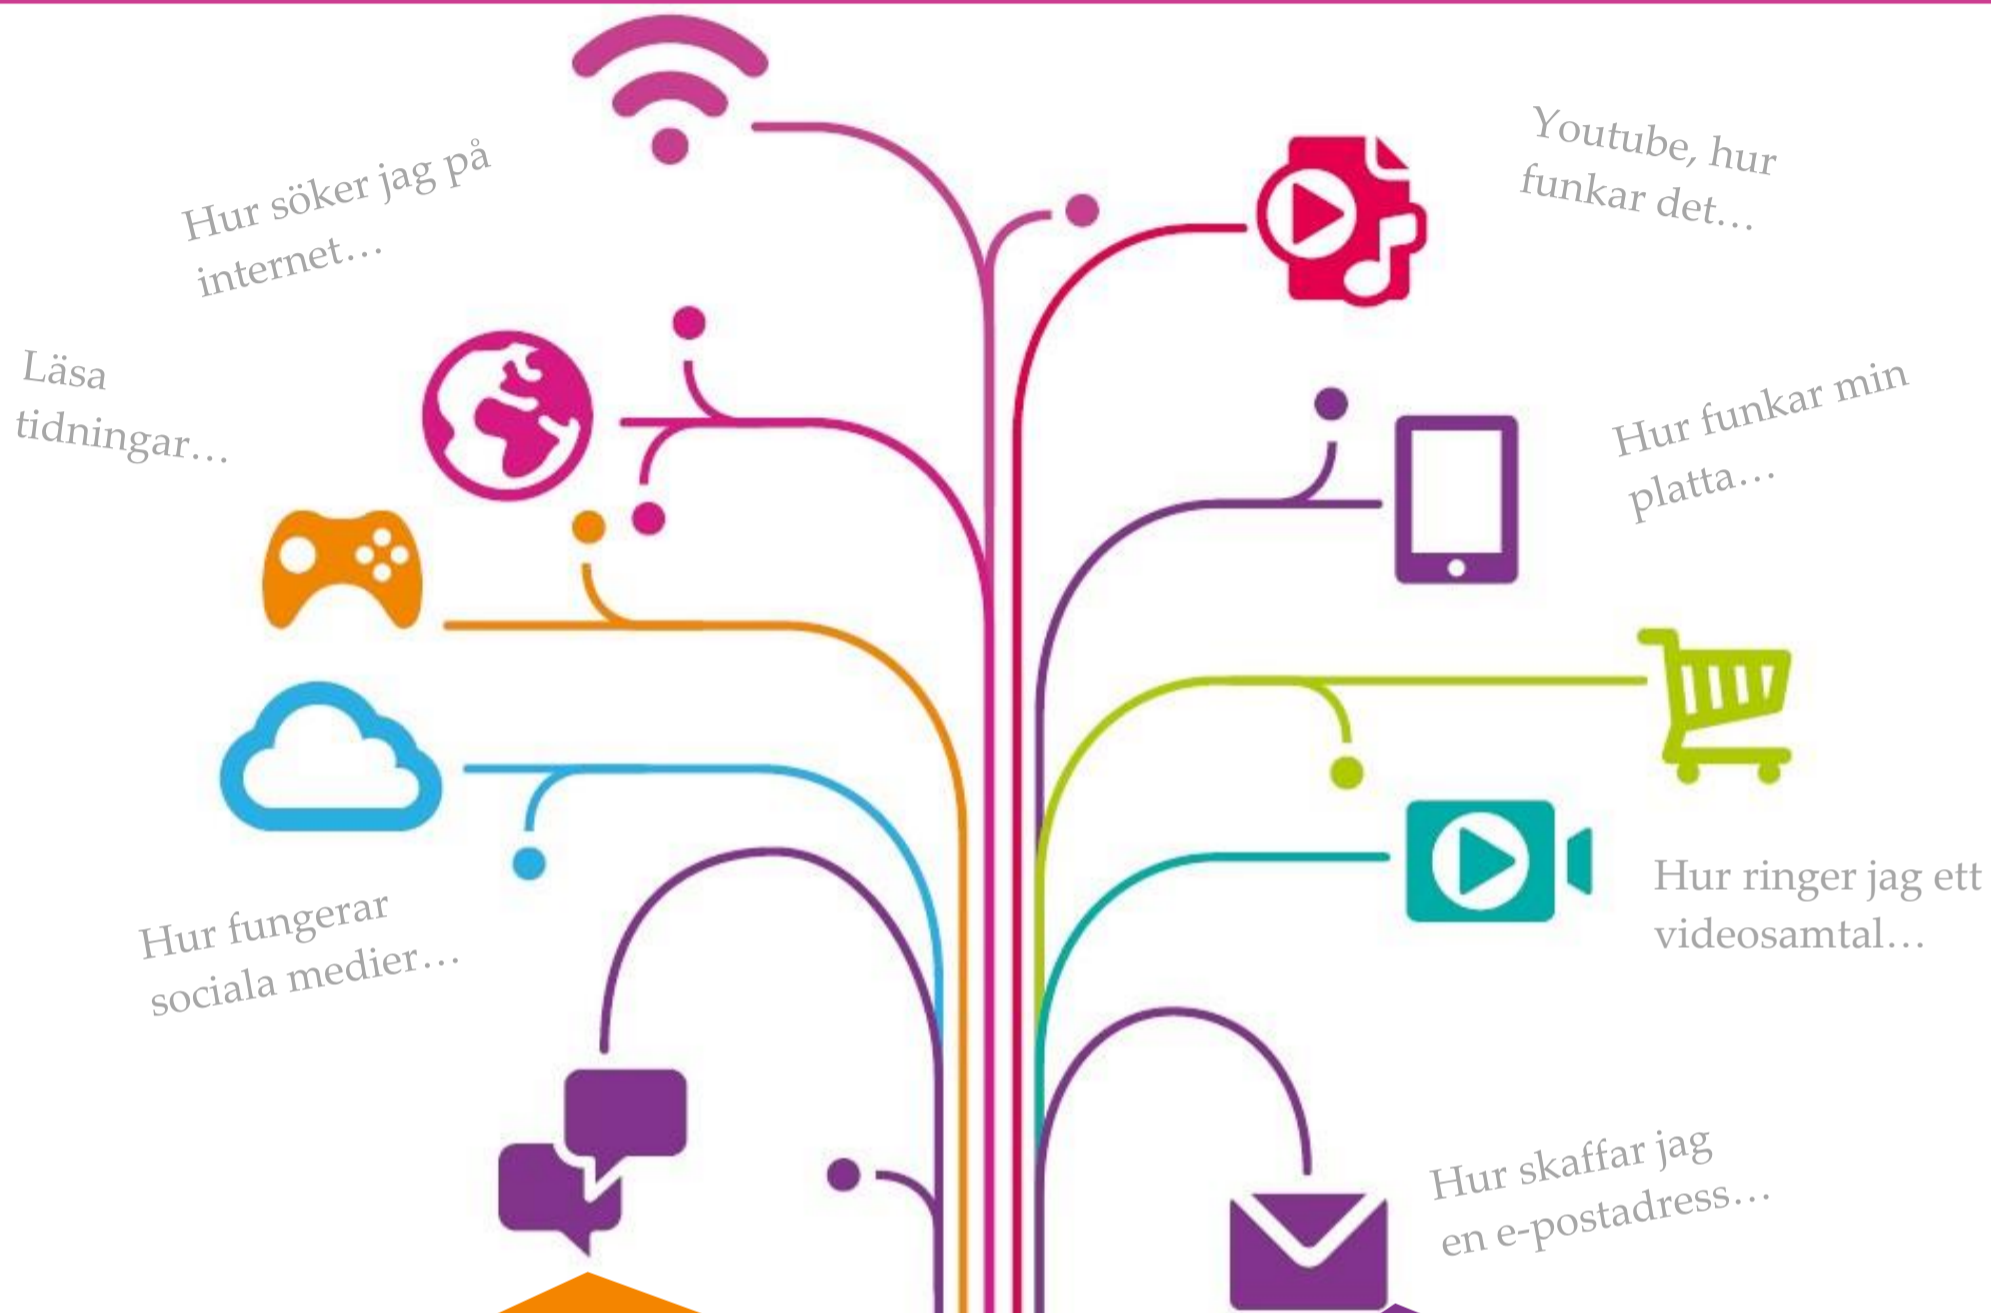 Hur söker jag på
internet…
Youtube, hur
funkar det…
Läsa
tidningar…
Hur funkar min
platta…
Hur fungerar
sociala medier…
Hur ringer jag ett
videosamtal…
Hur skaffar jag
en e-postadress…